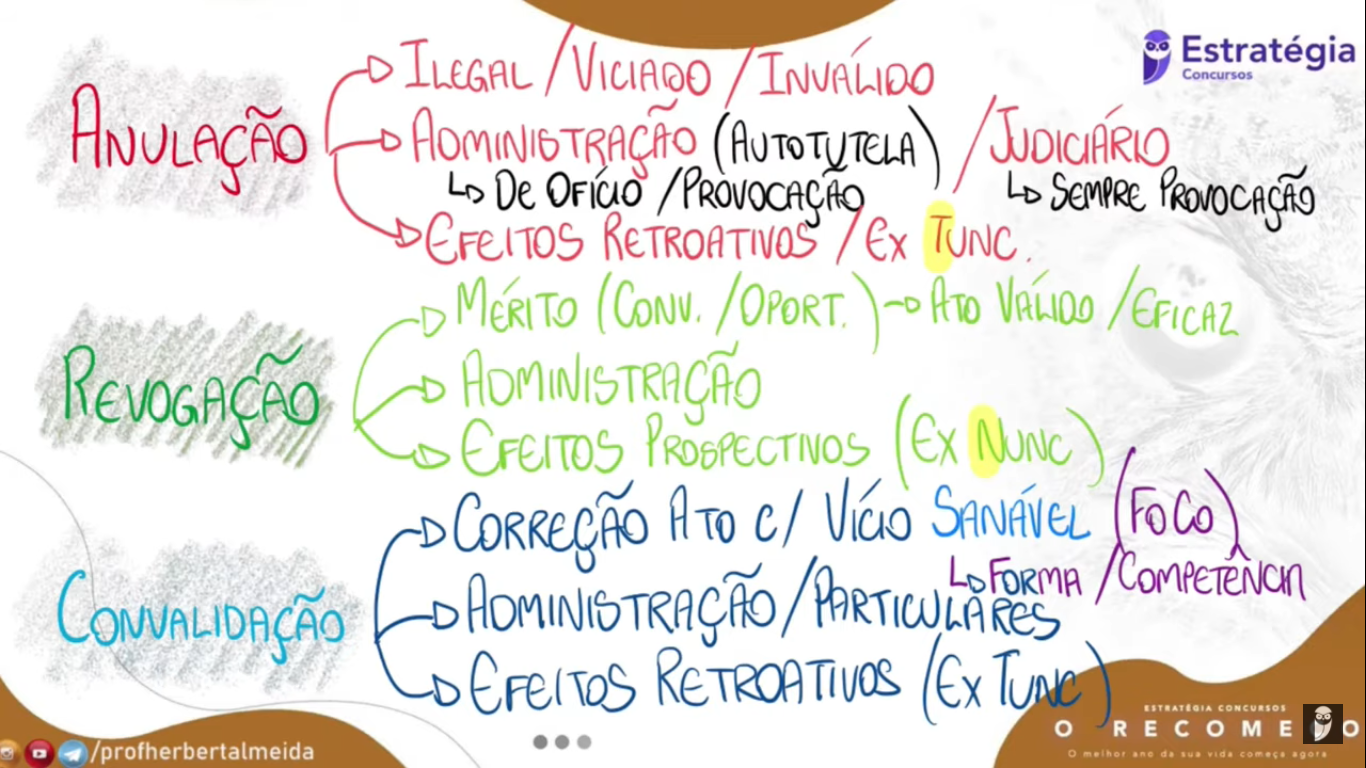 Estratégia
Concursos
ANULAÇÃO
ILEGAL / VICIADO / INVÁLIDO
ADMINISTRAÇÃO (AUTOTUTELA) / JUDICIÁRIO
↳ DE OFÍCIO / PROVOCAÇÃO ↳ SEMPRE PROVOCAÇÃO
EFEITOS RETROATIVOS / EX TUNC.
REVOGAÇÃO
MÉRITO (CONV. / OPORT.) → ATO VÁLIDO / EFICAZ
ADMINISTRAÇÃO
EFEITOS PROSPECTIVOS (EX NUNC)
CONVALIDAÇÃO
CORREÇÃO ATO C/ VÍCIO SANÁVEL (FOCO)
↳ FORMA / COMPETÊNCIA
ADMINISTRAÇÃO / PARTICULARES
EFEITOS RETROATIVOS (EX TUNC)
/profherbertalmeida
ESTRATÉGIA CONCURSOS
O RECOMEÇO
O melhor ano da sua vida começa agora